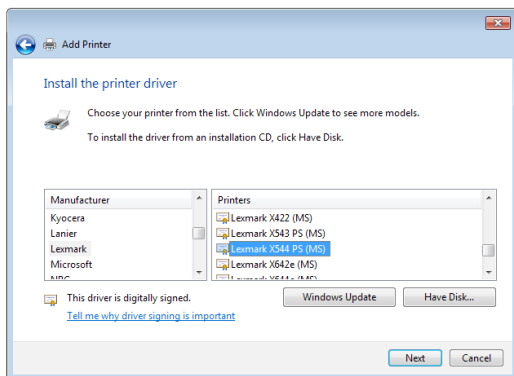 Add Printer
Install the printer driver
Choose your printer from the list. Click Windows Update to see more models.
To install the driver from an installation CD, click Have Disk.
Manufacturer
Kyocera
Lanier
Lexmark
Microsoft
Printers
Lexmark X422 (MS)
Lexmark X543 PS (MS)
Lexmark X544 PS (MS)
Lexmark X642e (MS)
This driver is digitally signed.
Tell me why driver signing is important
Windows Update
Have Disk...
Next
Cancel